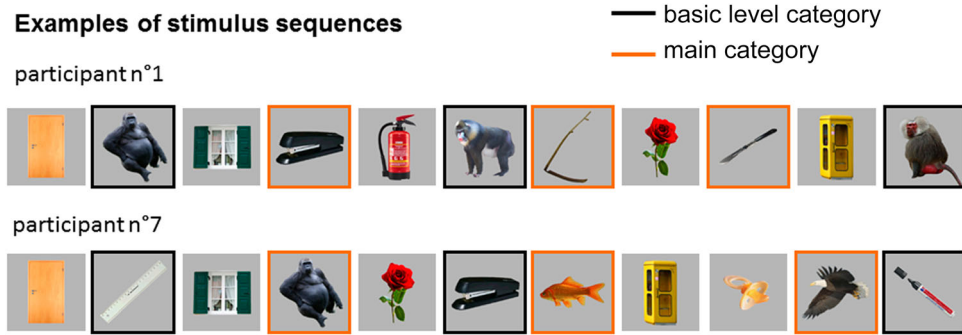 Examples of stimulus sequences
basic level category
main category
participant n°1
participant n°7